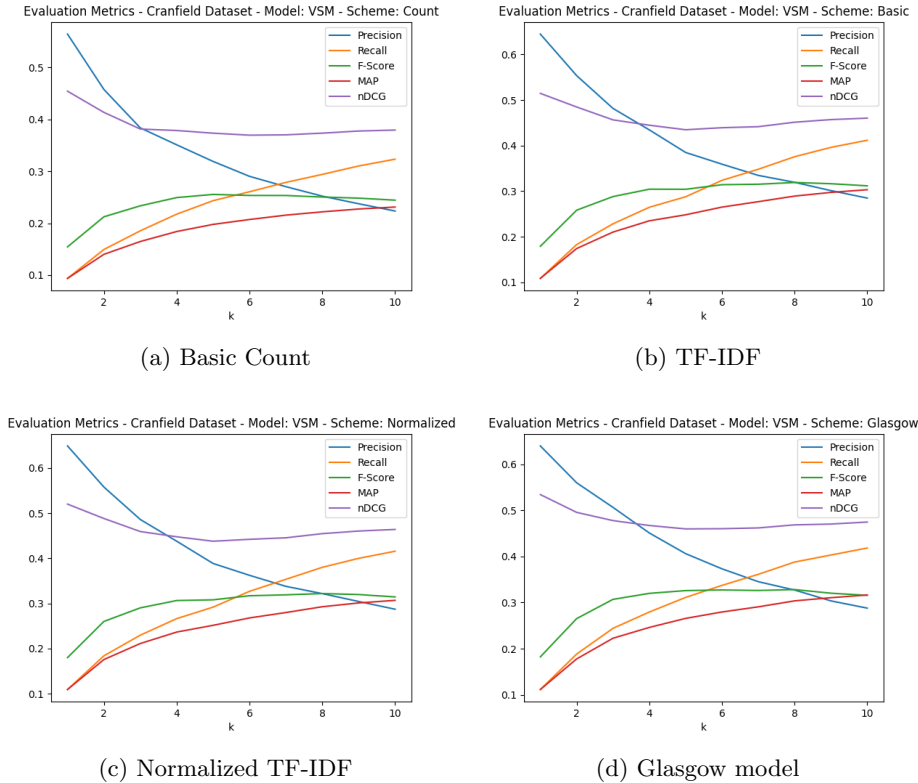 Evaluation Metrics - Cranfield Dataset - Model: VSM - Scheme: Count
Precision
Recall
F-Score
MAP
nDCG
0.5
0.4
0.3
0.2
0.1
2
4
6
8
10
k
(a) Basic Count
Evaluation Metrics - Cranfield Dataset - Model: VSM - Scheme: Basic
Precision
Recall
F-Score
MAP
nDCG
0.6
0.5
0.4
0.3
0.2
0.1
2
4
6
8
10
k
(b) TF-IDF
Evaluation Metrics - Cranfield Dataset - Model: VSM - Scheme: Normalized
Precision
Recall
F-Score
MAP
nDCG
0.6
0.5
0.4
0.3
0.2
0.1
2
4
6
8
10
k
(c) Normalized TF-IDF
Evaluation Metrics - Cranfield Dataset - Model: VSM - Scheme: Glasgow
Precision
Recall
F-Score
MAP
nDCG
0.6
0.5
0.4
0.3
0.2
0.1
2
4
6
8
10
k
(d) Glasgow model